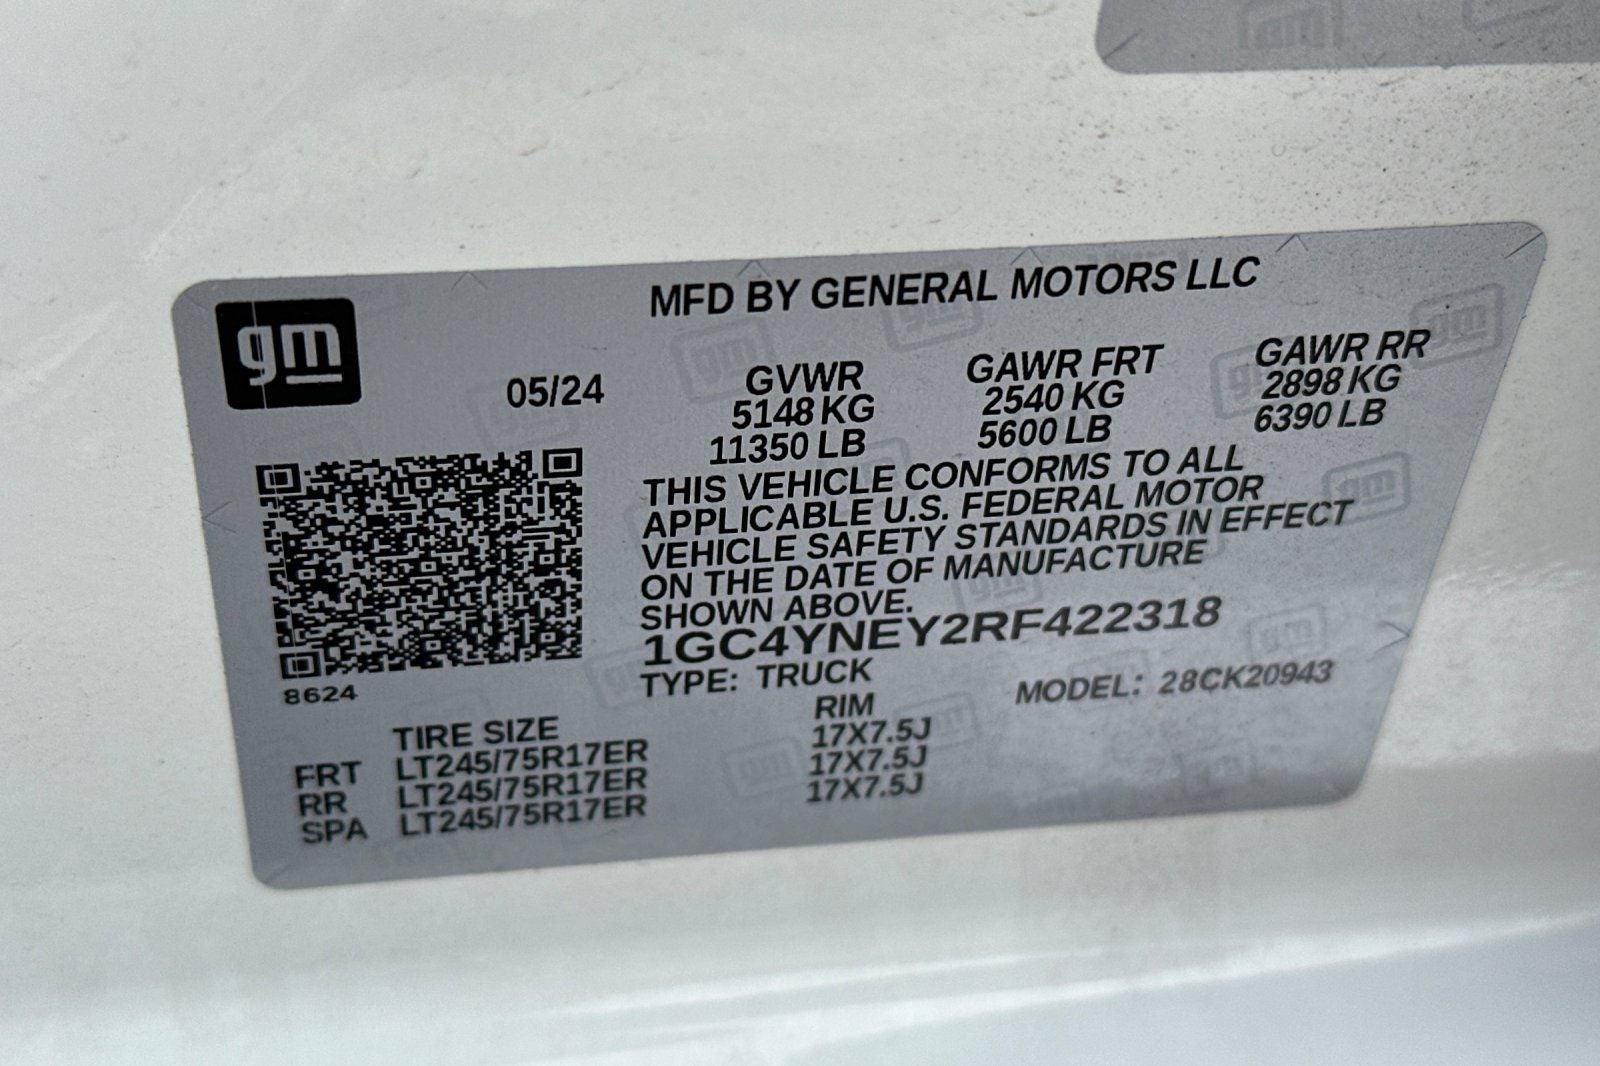 gm
MFD BY GENERAL MOTORS LLC
05/24
GVWR GAWR FRT GAWR RR
5148 KG 2540 KG 2898 KG
11350 LB 5600 LB 6390 LB
THIS VEHICLE CONFORMS TO ALL
APPLICABLE U.S. FEDERAL MOTOR
VEHICLE SAFETY STANDARDS IN EFFECT
ON THE DATE OF MANUFACTURE
SHOWN ABOVE.
1GC4YNEY2RF422318
8624
TYPE: TRUCK MODEL: 28CK20943
TIRE SIZE RIM
FRT LT245/75R17ER 17X7.5J
RR LT245/75R17ER 17X7.5J
SPA LT245/75R17ER 17X7.5J